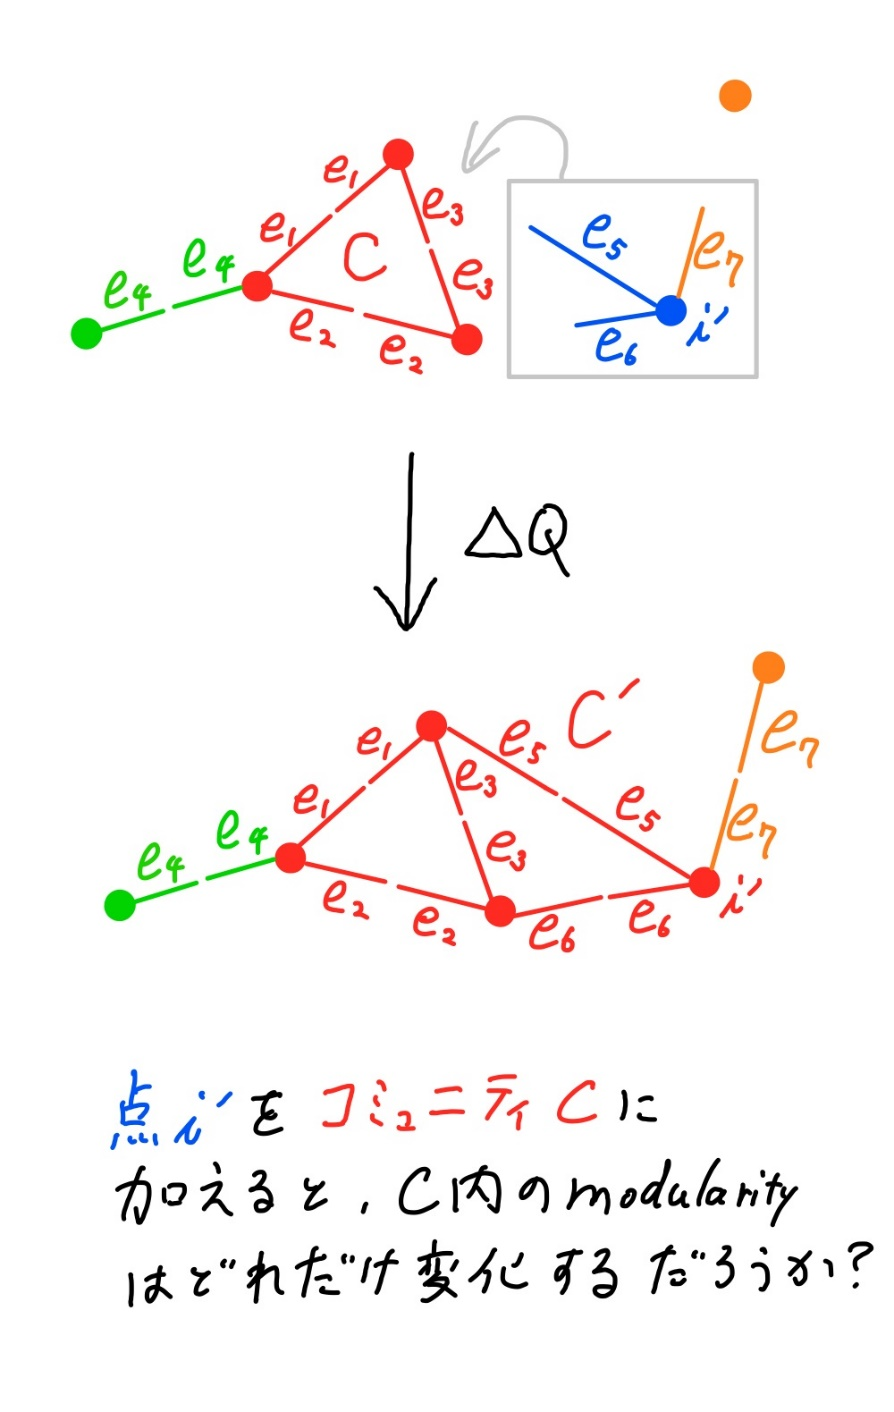 e₁
e₃
e₁
C
e₃
e₄
e₄
e₂
e₂
e₅
e₇
e₆
i
ΔQ
C′
e₁
e₅
e₇
e₁
e₃
e₅
e₇
e₄
e₄
e₃
e₂
e₂
e₆
e₆
i
点iをコミュニティCに
加えると,C内のmodularity
はどれだけ変化するだろうか?